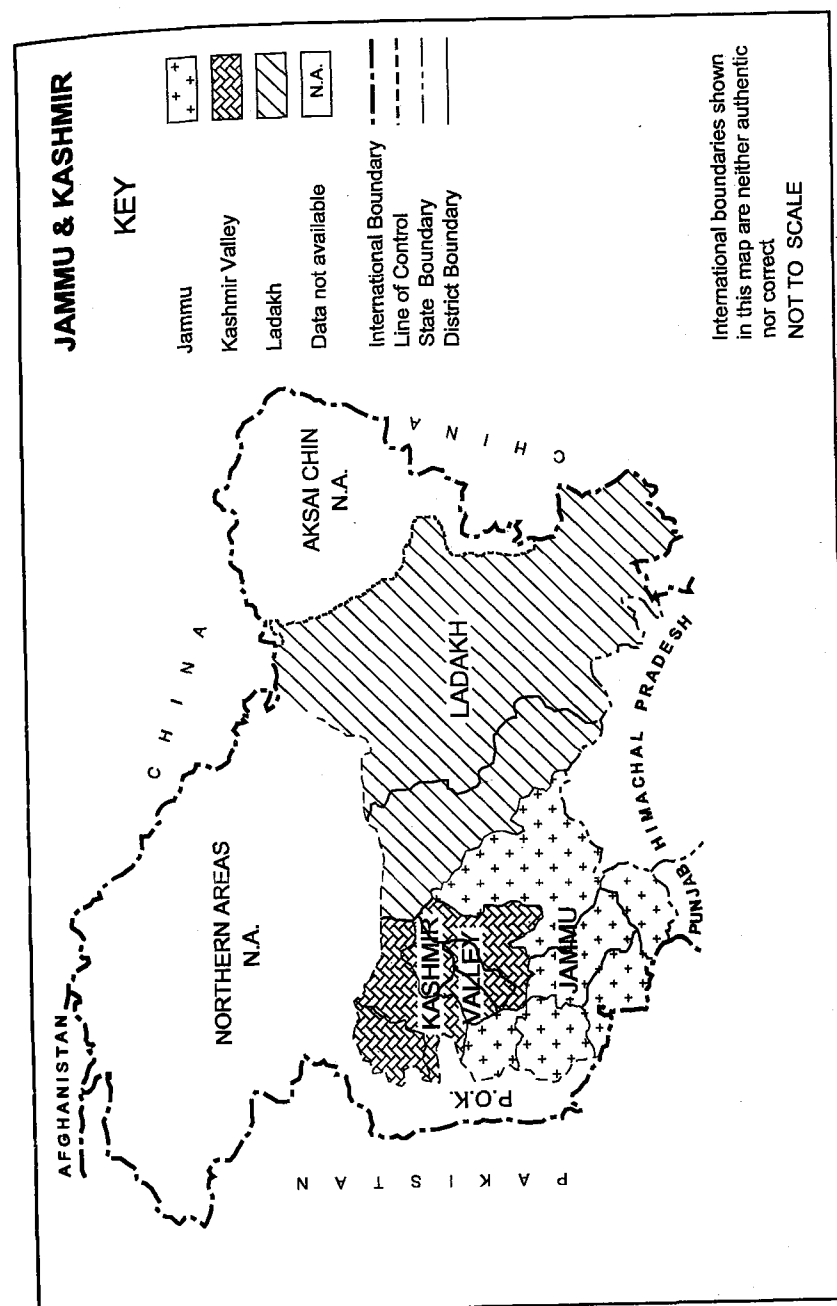 JAMMU & KASHMIR
KEY
Jammu
Kashmir Valley
Ladakh
Data not available
N.A.
International Boundary
Line of Control
State Boundary
District Boundary
International boundaries shown
in this map are neither authentic
nor correct
NOT TO SCALE
AFGHANISTAN
CHINA
NORTHERN AREAS
N.A.
AKSAI CHIN
N.A.
CHINA
PAKISTAN
P.O.K.
KASHMIR
VALLEY
LADAKH
JAMMU
PUNJAB
HIMACHAL PRADESH